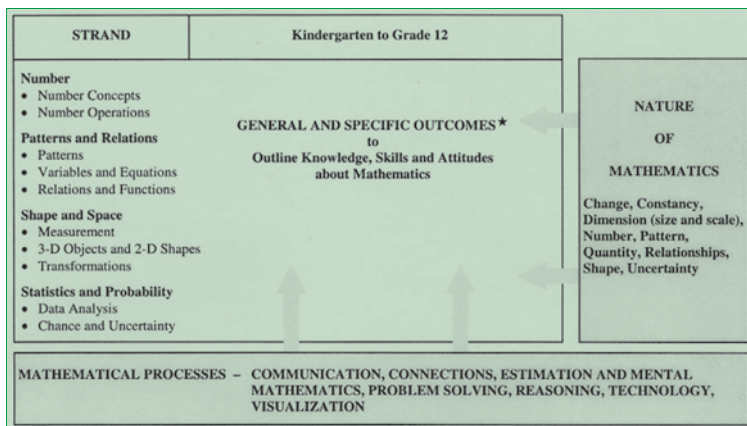 STRAND
Kindergarten to Grade 12
Number
• Number Concepts
• Number Operations
Patterns and Relations
• Patterns
• Variables and Equations
• Relations and Functions
Shape and Space
• Measurement
• 3-D Objects and 2-D Shapes
• Transformations
Statistics and Probability
• Data Analysis
• Chance and Uncertainty
GENERAL AND SPECIFIC OUTCOMES★
to
Outline Knowledge, Skills and Attitudes
about Mathematics
NATURE
OF
MATHEMATICS
Change, Constancy,
Dimension (size and scale),
Number, Pattern,
Quantity, Relationships,
Shape, Uncertainty
MATHEMATICAL PROCESSES – COMMUNICATION, CONNECTIONS, ESTIMATION AND MENTAL
MATHEMATICS, PROBLEM SOLVING, REASONING, TECHNOLOGY,
VISUALIZATION